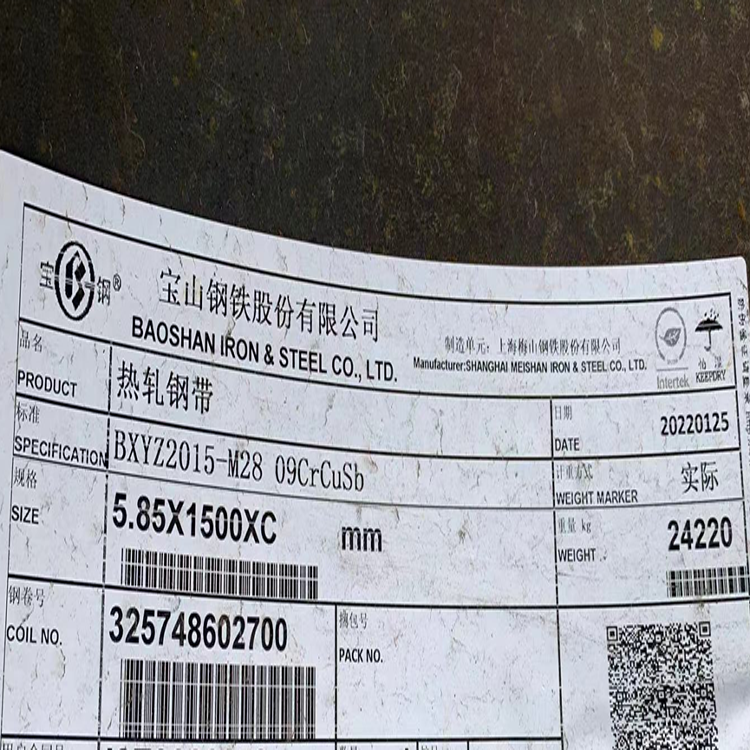 宝 钢®
宝山钢铁股份有限公司
BAOSHAN IRON & STEEL CO., LTD.
制造单元: 上海梅山钢铁股份有限公司
Manufacturer:SHANGHAI MEISHAN IRON & STEEL CO., LTD.
Intertek
怕 湿
KEEPDRY
品名
PRODUCT
热轧钢带
日期
DATE
20220125
标准
SPECIFICATION
BXYZ2015-M28 09CrCuSb
计重方式
WEIGHT MARKER
实际
规格
SIZE
5.85X1500XC mm
重量 kg
WEIGHT
24220
钢卷号
COIL NO.
325748602700
捆包号
PACK NO.